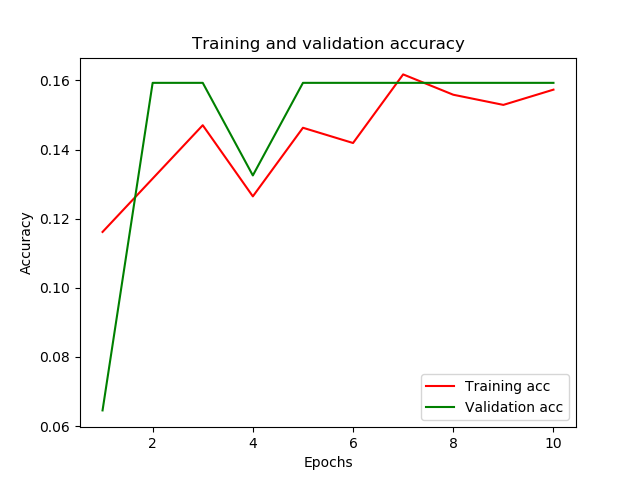 Training and validation accuracy
0.16
0.14
0.12
0.10
0.08
0.06
Accuracy
2 4 6 8 10
Epochs
Training acc
Validation acc